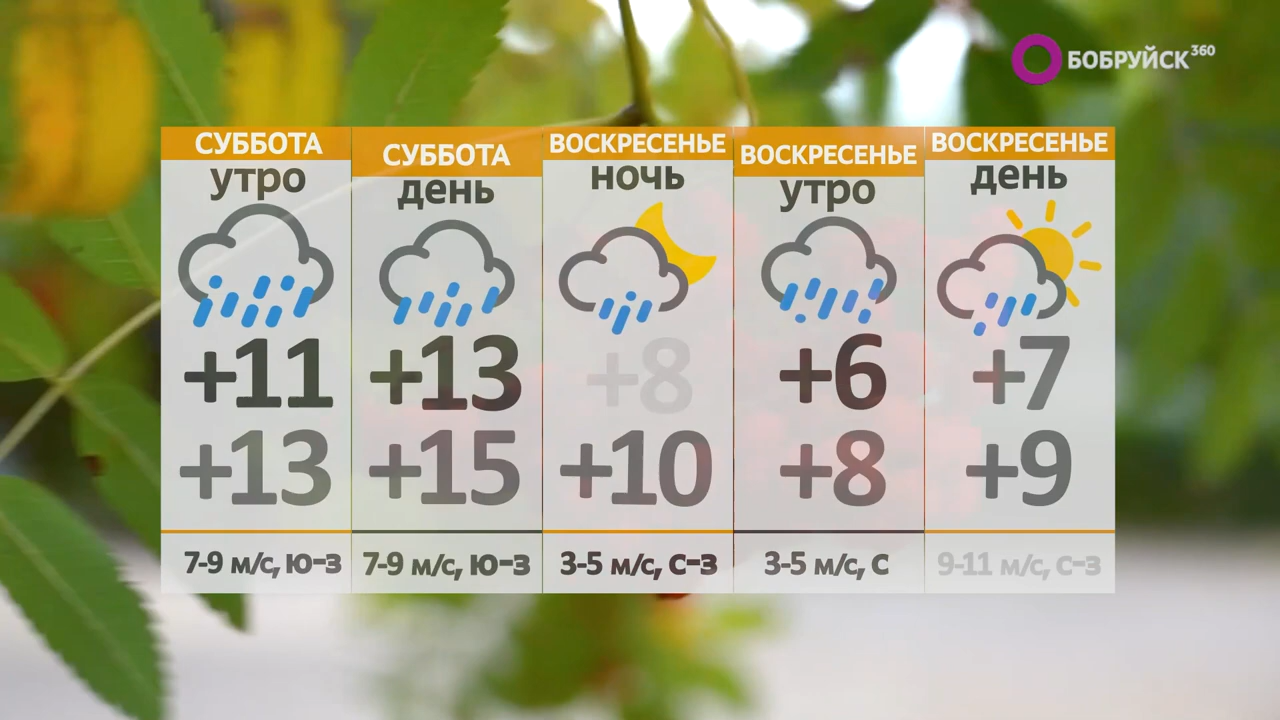 БОБРУЙСК360
СУББОТА
утро
+11
+13
7-9 м/с, ю-з
СУББОТА
день
+13
+15
7-9 м/с, ю-з
ВОСКРЕСЕНЬЕ
ночь
+8
+10
3-5 м/с, с-з
ВОСКРЕСЕНЬЕ
утро
+6
+8
3-5 м/с, с
ВОСКРЕСЕНЬЕ
день
+7
+9
9-11 м/с, с-з